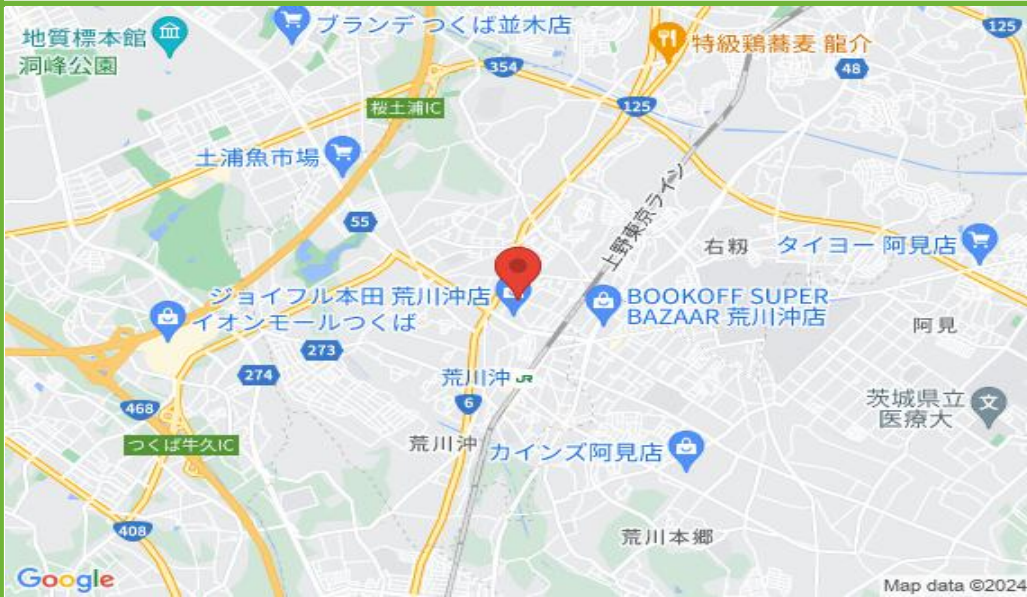 ブランデ つくば並木店
地質標本館
洞峰公園
特級鶏蕎麦 龍介
125
354
48
125
桜土浦IC
土浦魚市場
55
上野東京ライン
右籾
タイヨー 阿見店
ジョイフル本田 荒川沖店
イオンモールつくば
BOOKOFF SUPER
BAZAAR 荒川沖店
阿見
273
274
荒川沖 JR
6
468
茨城県立
医療大
つくば牛久IC
荒川沖
カインズ阿見店
文
408
荒川本郷
Google
Map data ©2024